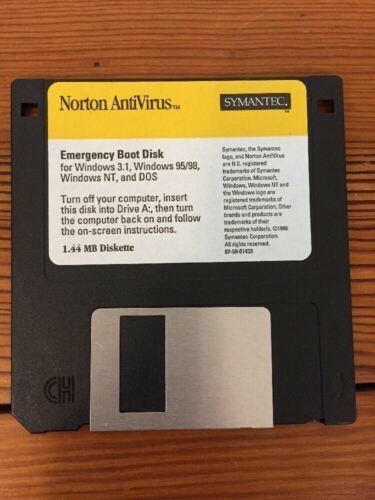 Norton AntiVirus™
SYMANTEC.™
Emergency Boot Disk
for Windows 3.1, Windows 95/98,
Windows NT, and DOS
Turn off your computer, insert
this disk into Drive A:, then turn
the computer back on and follow
the on-screen instructions.
1.44 MB Diskette
Symantec, the Symantec
logo, and Norton AntiVirus
are U.S. registered
trademarks of Symantec
Corporation. Microsoft,
Windows, Windows NT and
the Windows logo are
registered trademarks of
Microsoft Corporation. Other
brands and products are
trademarks of their
respective holder/s. ©1998
Symantec Corporation
All rights reserved.
07-50-01433